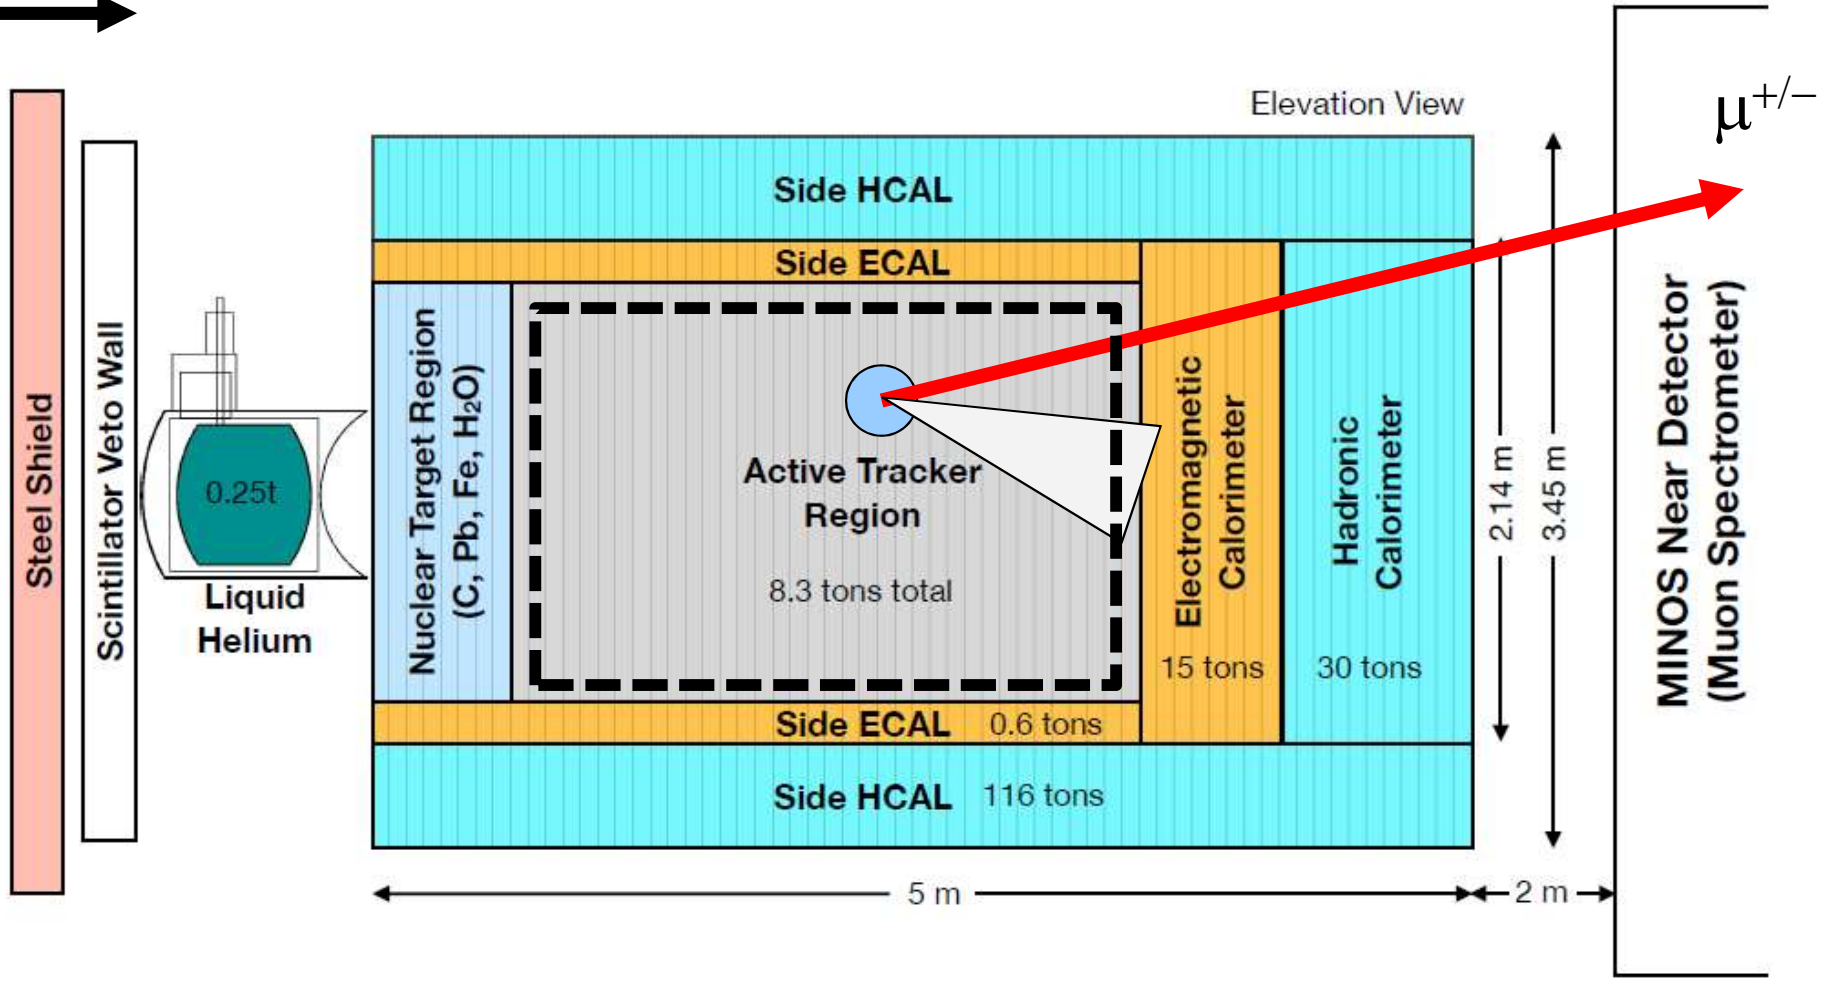 Elevation View
μ+/−
Side HCAL
Side ECAL
Steel Shield
Scintillator Veto Wall
0.25t
Liquid
Helium
Nuclear Target Region
(C, Pb, Fe, H₂O)
Active Tracker
Region
8.3 tons total
Electromagnetic
Calorimeter
15 tons
Hadronic
Calorimeter
30 tons
2.14 m
3.45 m
MINOS Near Detector
(Muon Spectrometer)
Side ECAL 0.6 tons
Side HCAL 116 tons
5 m
2 m